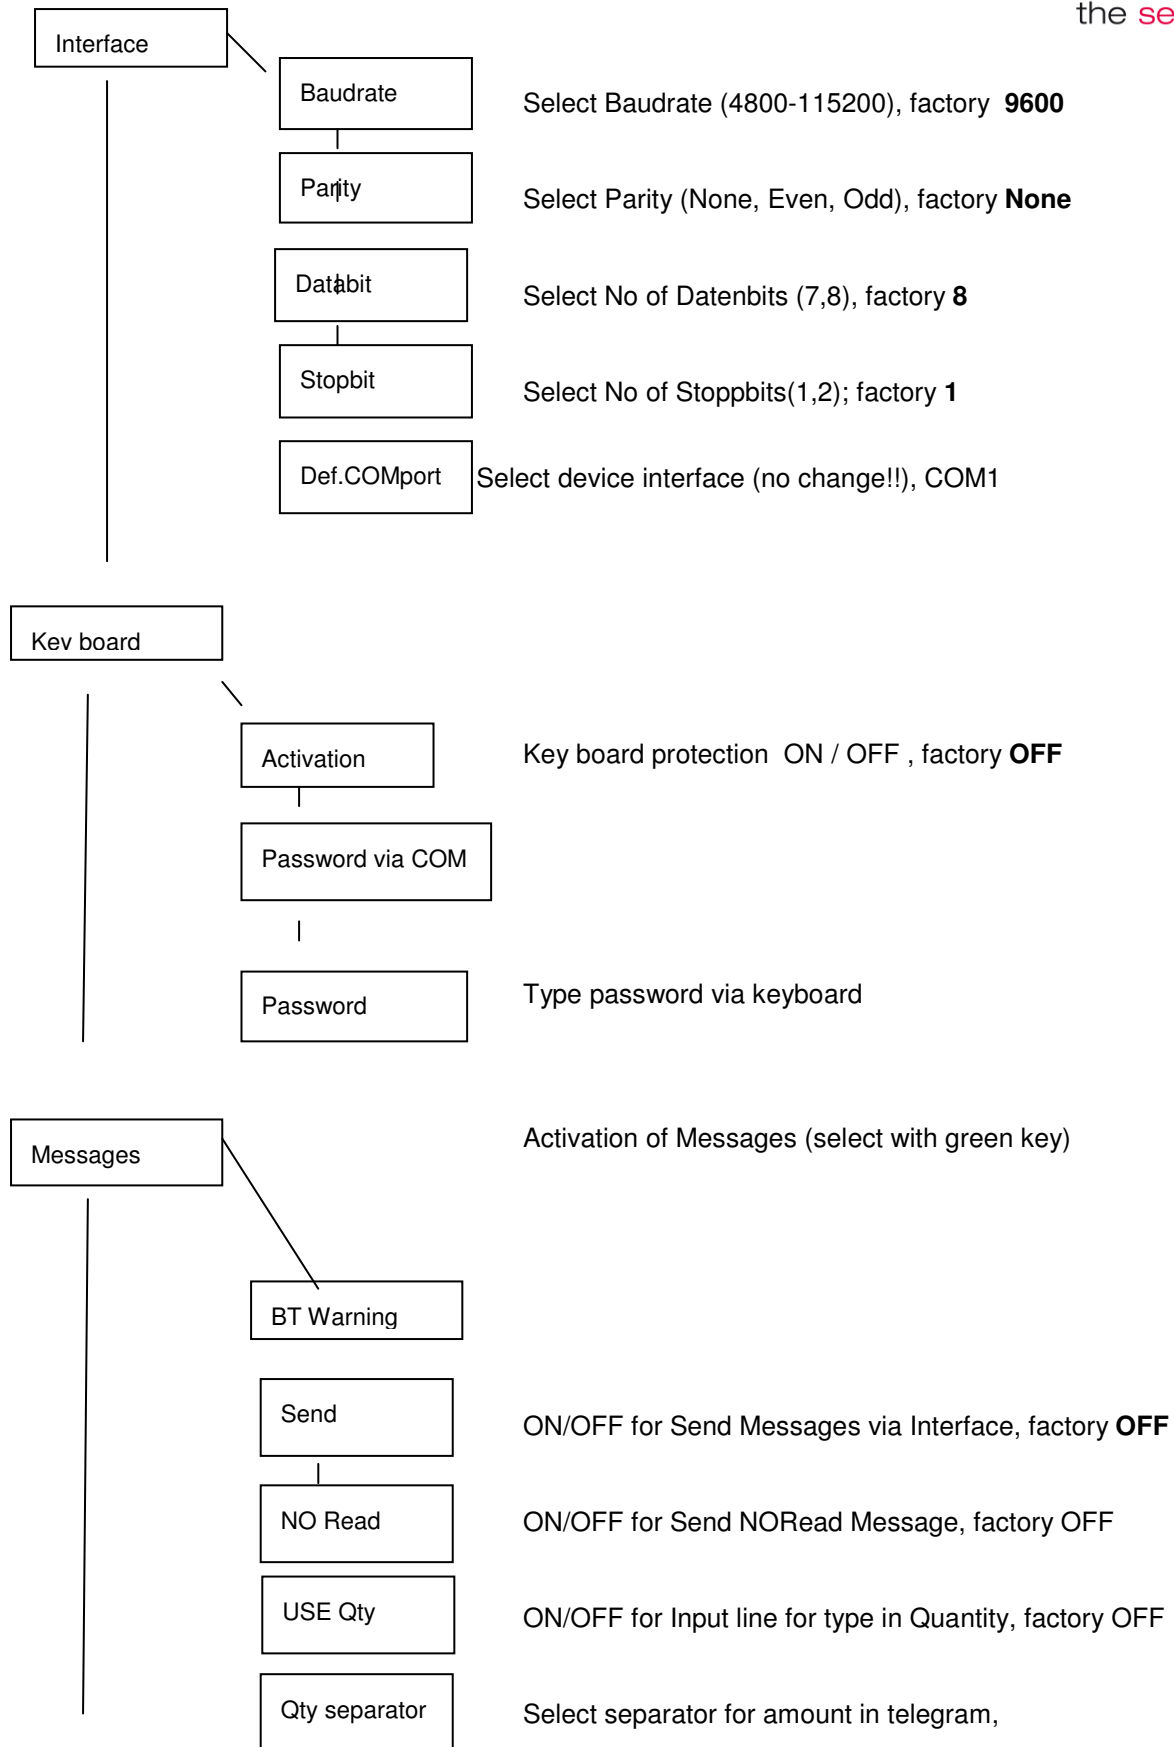 the se
Interface
Baudrate
Select Baudrate (4800-115200), factory 9600
Parity
Select Parity (None, Even, Odd), factory None
Databit
Select No of Datenbits (7,8), factory 8
Stopbit
Select No of Stoppbits(1,2); factory 1
Def.COMport
Select device interface (no change!!), COM1
Key board
Activation
Key board protection ON / OFF , factory OFF
Password via COM
Password
Type password via keyboard
Messages
Activation of Messages (select with green key)
BT Warning
Send
ON/OFF for Send Messages via Interface, factory OFF
NO Read
ON/OFF for Send NORead Message, factory OFF
USE Qty
ON/OFF for Input line for type in Quantity, factory OFF
Qty separator
Select separator for amount in telegram,